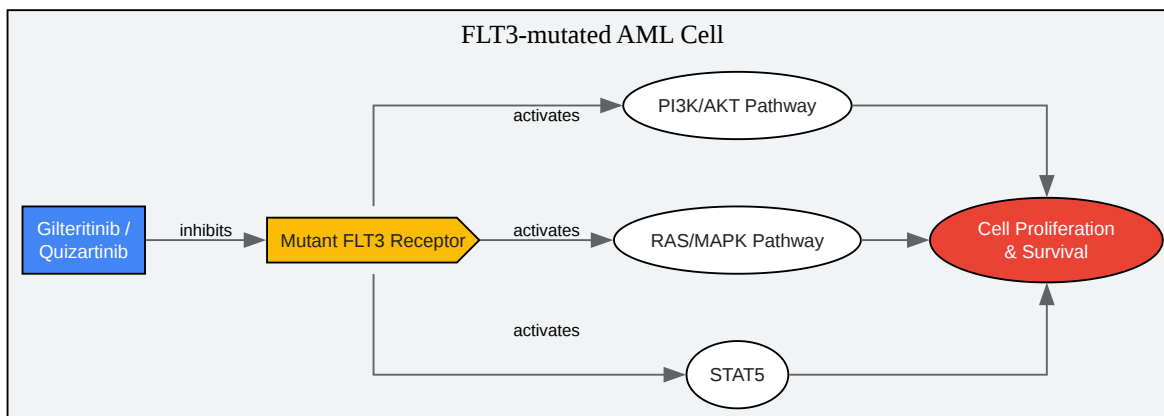 FLT3-mutated AML Cell
PI3K/AKT Pathway
activates
Gilteritinib /
Quizartinib
inhibits
Mutant FLT3 Receptor
activates
RAS/MAPK Pathway
Cell Proliferation
& Survival
activates
STAT5